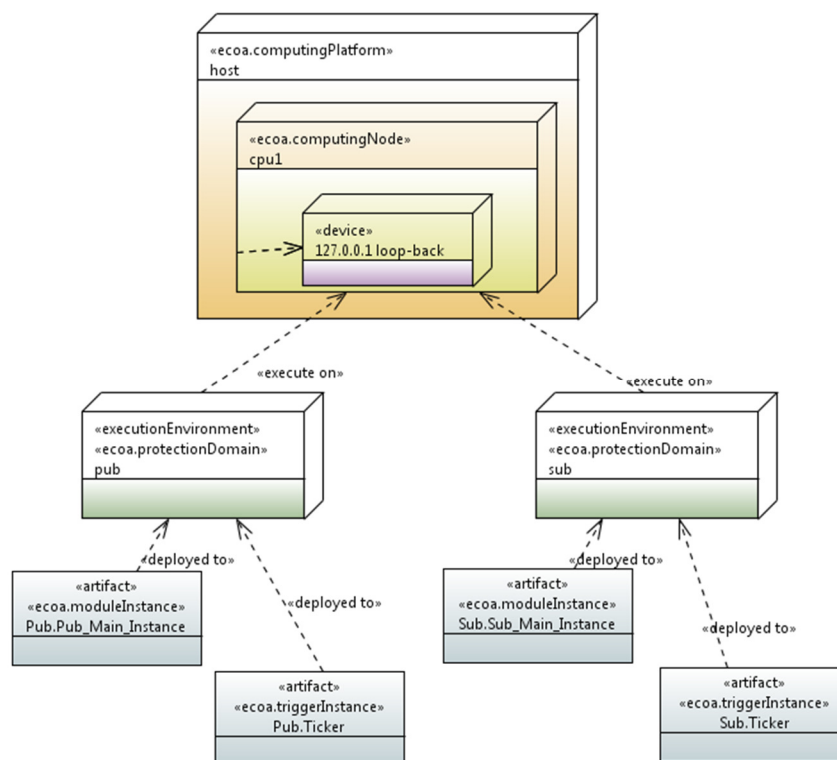 «ecoa.computingPlatform»
host
«ecoa.computingNode»
cpu1
«device»
127.0.0.1 loop-back
«execute on»
«execute on»
«executionEnvironment»
«ecoa.protectionDomain»
pub
«executionEnvironment»
«ecoa.protectionDomain»
sub
«deployed to»
«deployed to»
«artifact»
«ecoa.moduleInstance»
Pub.Pub_Main_Instance
«deployed to»
«artifact»
«ecoa.moduleInstance»
Sub.Sub_Main_Instance
«deployed to»
«artifact»
«ecoa.triggerInstance»
Pub.Ticker
«artifact»
«ecoa.triggerInstance»
Sub.Ticker